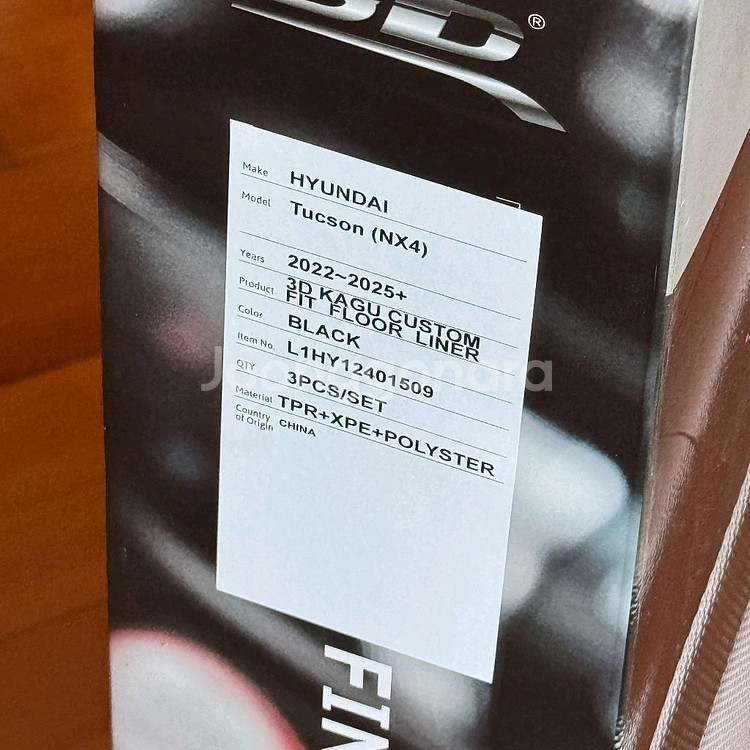 3D®
Make HYUNDAI
Model Tucson (NX4)
Years 2022~2025+
Product 3D KAGU CUSTOM
FIT FLOOR LINER
Color BLACK
Item No. L1HY12401509
QTY 3PCS/SET
Material TPR+XPE+POLYSTER
Country
of Origin CHINA
FIN